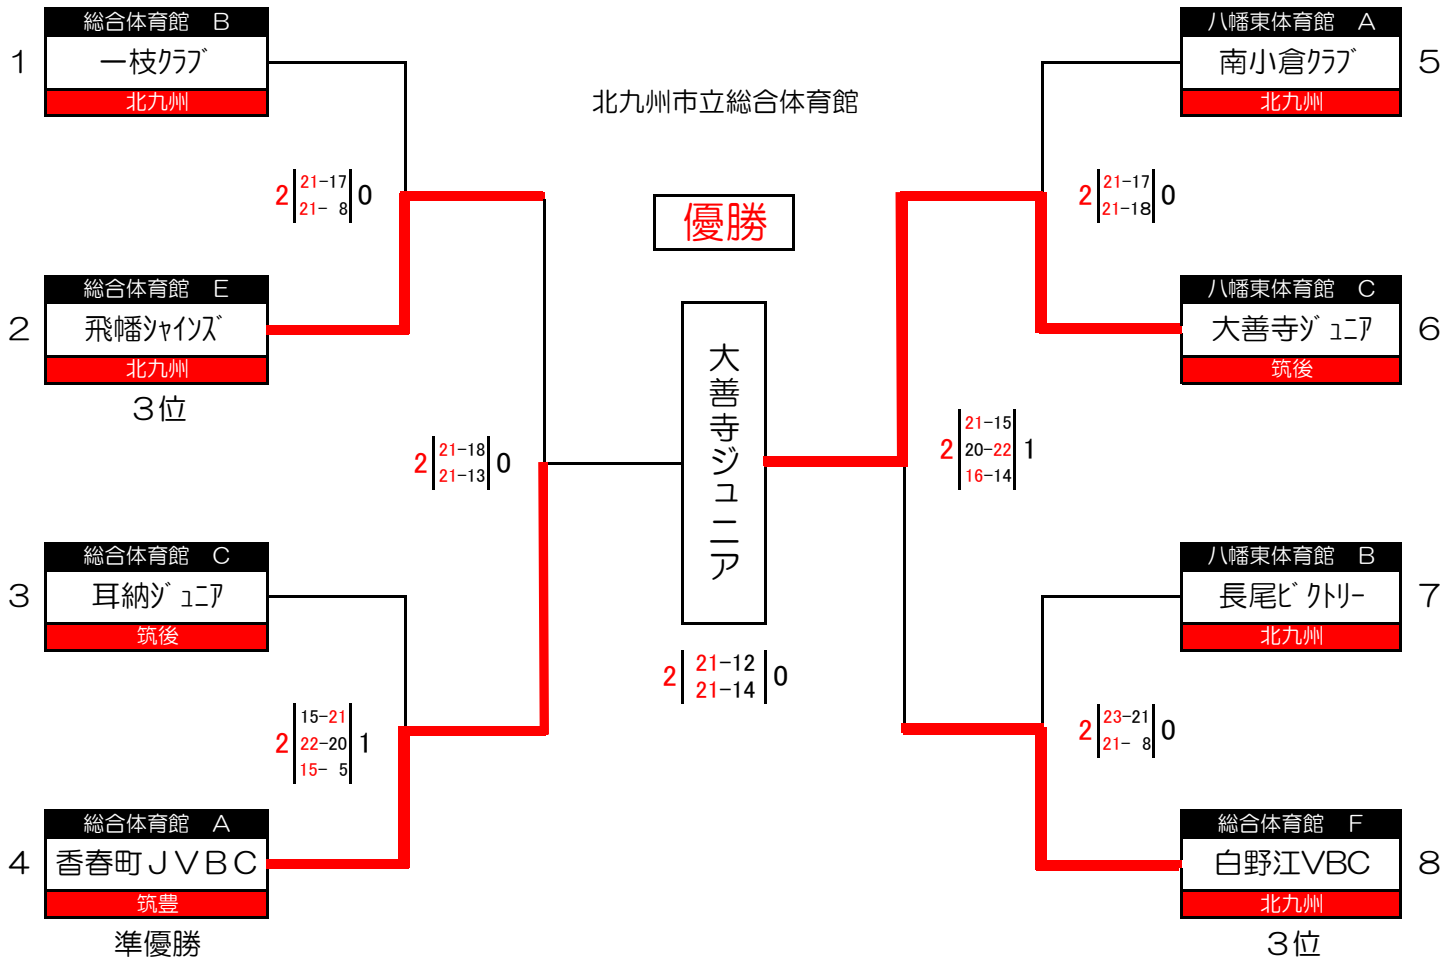 総合体育館　B
1
一枝ｸﾗﾌﾞ
北九州
2 21-17 0
21- 8
総合体育館　E
2
飛幡ｼｬｲﾝｽﾞ
北九州
3位
2 21-18 0
21-13
総合体育館　C
3
耳納ｼﾞｭﾆｱ
筑後
15-21
2 22-20 1
15- 5
総合体育館　A
4
香春町ＪＶＢＣ
筑豊
準優勝
北九州市立総合体育館
優勝
大善寺ジュニア
2 21-12 0
21-14
八幡東体育館　A
南小倉ｸﾗﾌﾞ
5
北九州
2 21-17 0
21-18
八幡東体育館　C
大善寺ｼﾞｭﾆｱ
6
筑後
21-15
2 20-22 1
16-14
八幡東体育館　B
長尾ﾋﾞｸﾄﾘｰ
7
北九州
2 23-21 0
21- 8
総合体育館　F
白野江VBC
8
北九州
3位